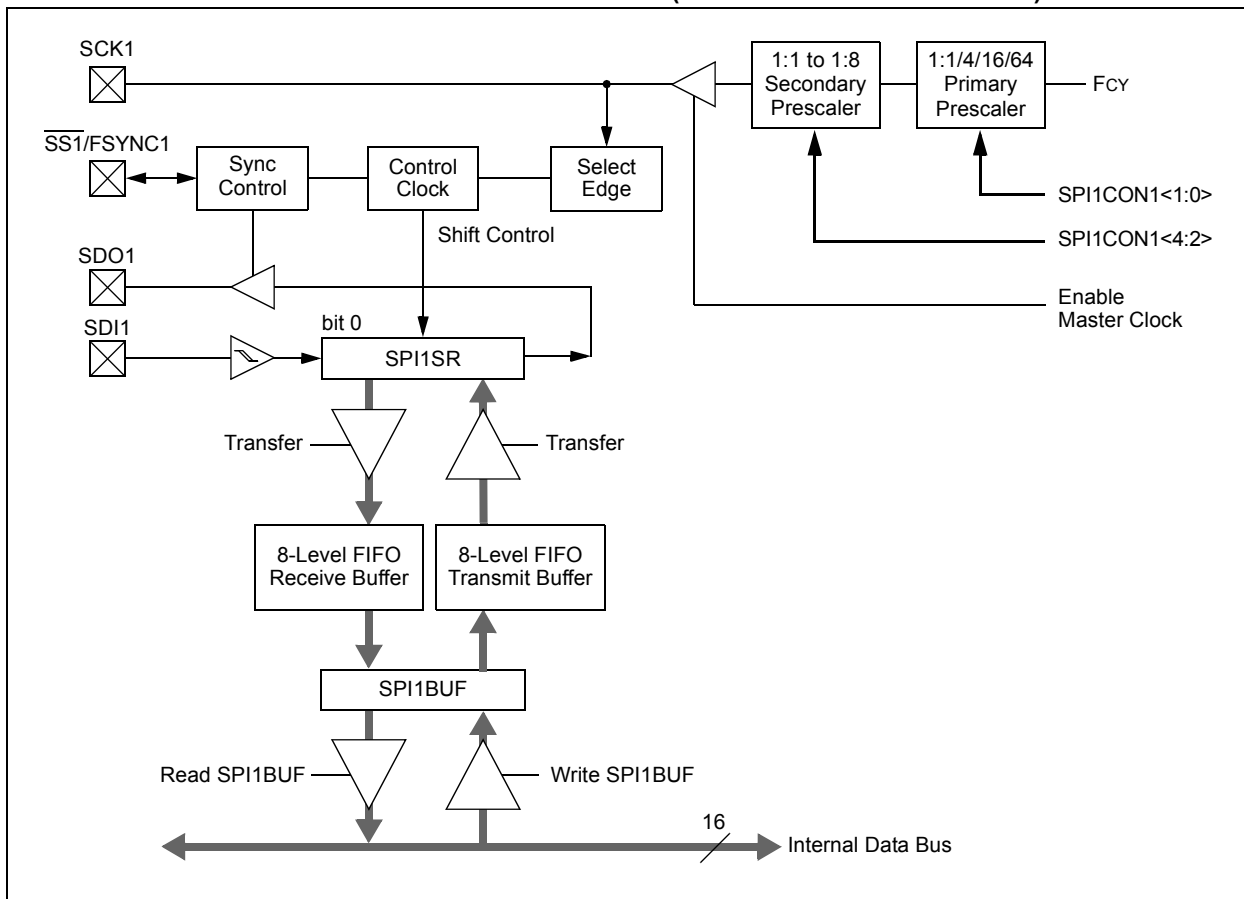 SCK1
SS1/FSYNC1
SDO1
SDI1
Sync
Control
Control
Clock
Select
Edge
1:1 to 1:8
Secondary
Prescaler
1:1/4/16/64
Primary
Prescaler
FCY
SPI1CON1<1:0>
SPI1CON1<4:2>
Enable
Master Clock
Shift Control
bit 0
SPI1SR
Transfer
Transfer
8-Level FIFO
Receive Buffer
8-Level FIFO
Transmit Buffer
SPI1BUF
Read SPI1BUF
Write SPI1BUF
16
Internal Data Bus